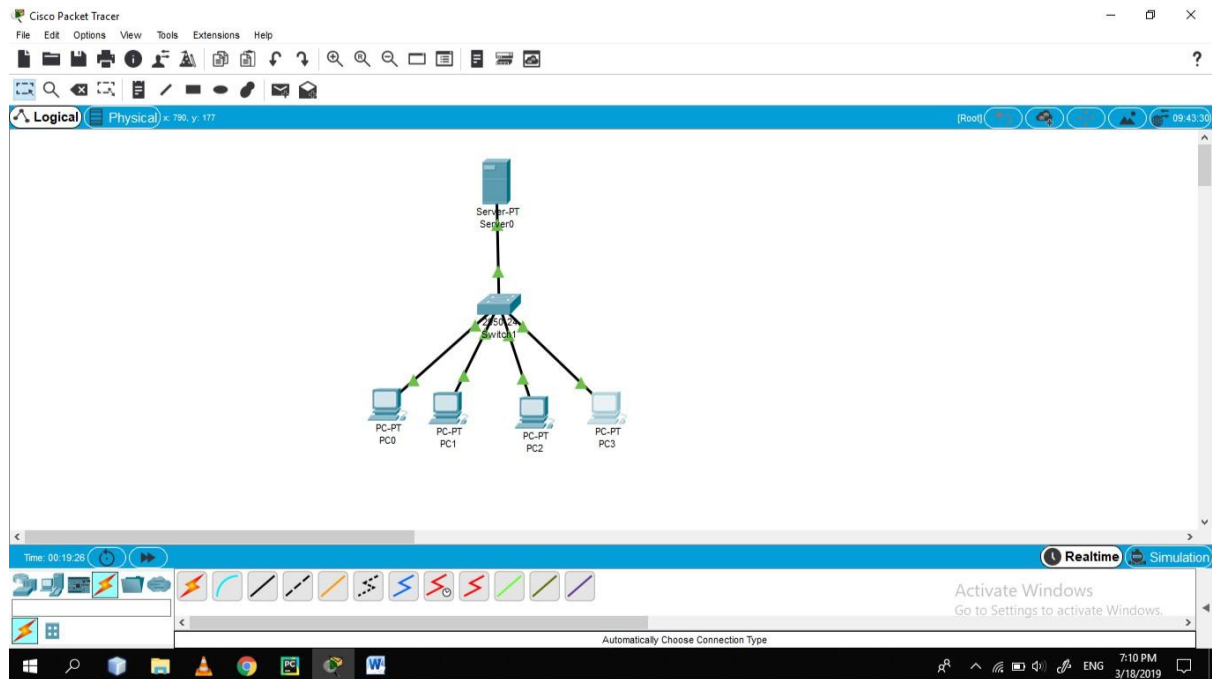 Cisco Packet Tracer
File Edit Options View Tools Extensions Help
?
Logical Physical x: 790, y: 177 [Root] 09:43:30
Server-PT
Server0
2950-24
Switch1
PC-PT
PC0
PC-PT
PC1
PC-PT
PC2
PC-PT
PC3
Time: 00:19:26 Realtime Simulation
Activate Windows
Go to Settings to activate Windows.
Automatically Choose Connection Type
PC W ENG 7:10 PM
3/18/2019